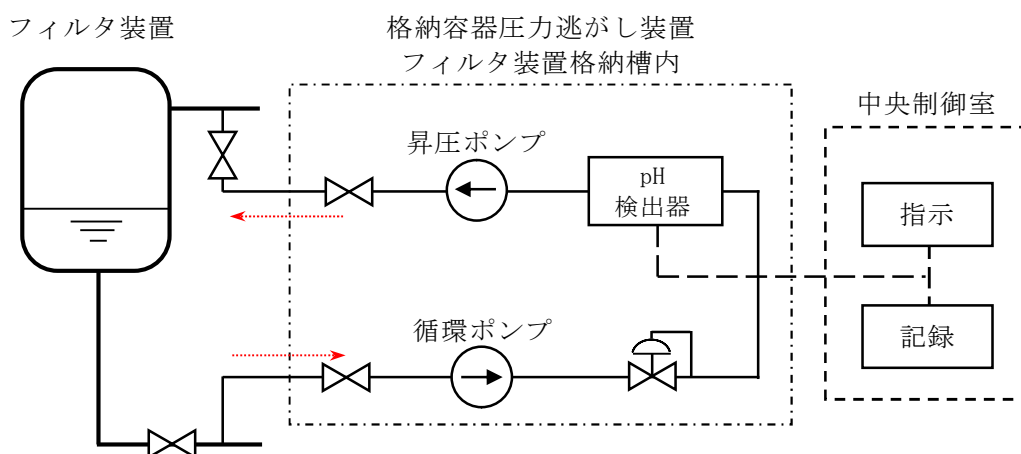 フィルタ装置
格納容器圧力逃がし装置
フィルタ装置格納槽内
中央制御室
昇圧ポンプ
pH
検出器
指示
循環ポンプ
記録